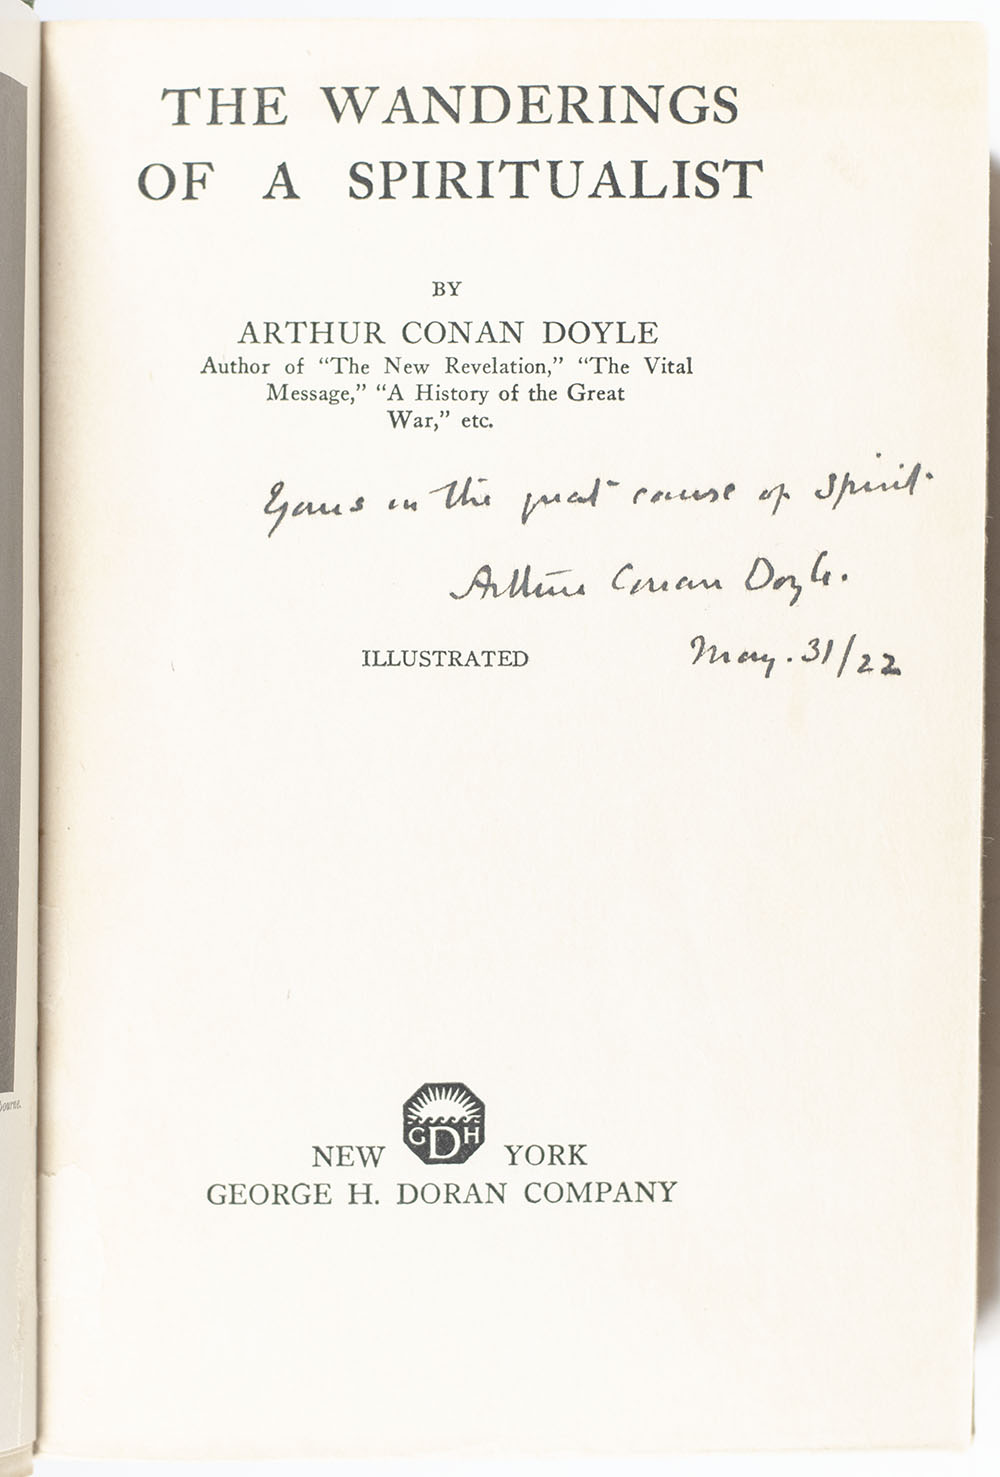 THE WANDERINGS
OF A SPIRITUALIST
BY
ARTHUR CONAN DOYLE
Author of "The New Revelation," "The Vital
Message," "A History of the Great
War," etc.
Yours in the great cause of Spirit.
Arthur Conan Doyle.
ILLUSTRATED
May. 31/22
GDH
NEW YORK
GEORGE H. DORAN COMPANY